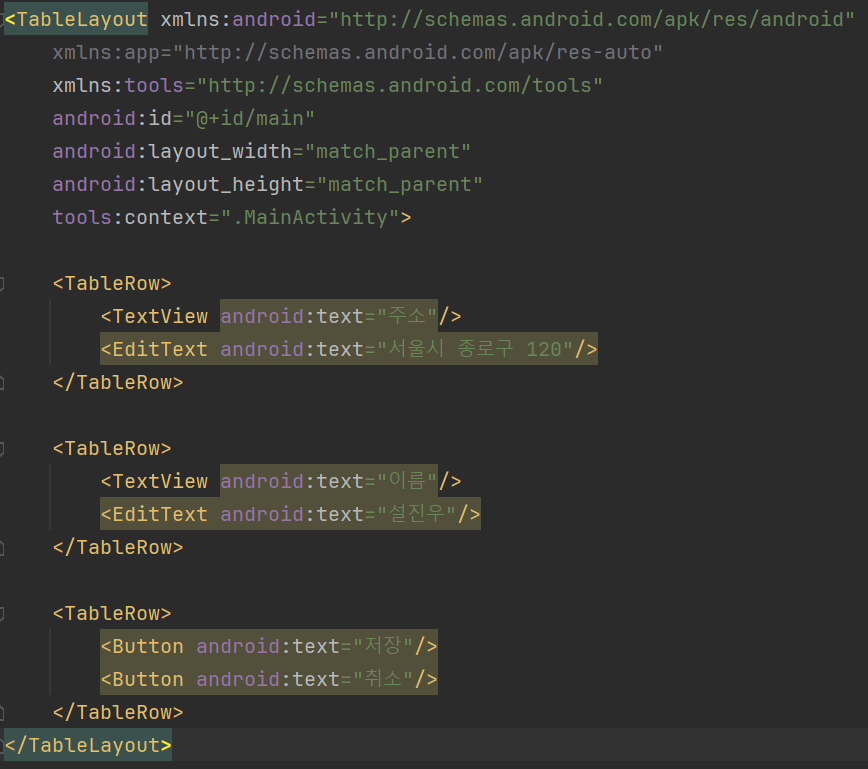 <TableLayout xmlns:android="http://schemas.android.com/apk/res/android"
    xmlns:app="http://schemas.android.com/apk/res-auto"
    xmlns:tools="http://schemas.android.com/tools"
    android:id="@+id/main"
    android:layout_width="match_parent"
    android:layout_height="match_parent"
    tools:context=".MainActivity">

    <TableRow>
        <TextView android:text="주소"/>
        <EditText android:text="서울시 종로구 120"/>
    </TableRow>

    <TableRow>
        <TextView android:text="이름"/>
        <EditText android:text="설진우"/>
    </TableRow>

    <TableRow>
        <Button android:text="저장"/>
        <Button android:text="취소"/>
    </TableRow>
</TableLayout>